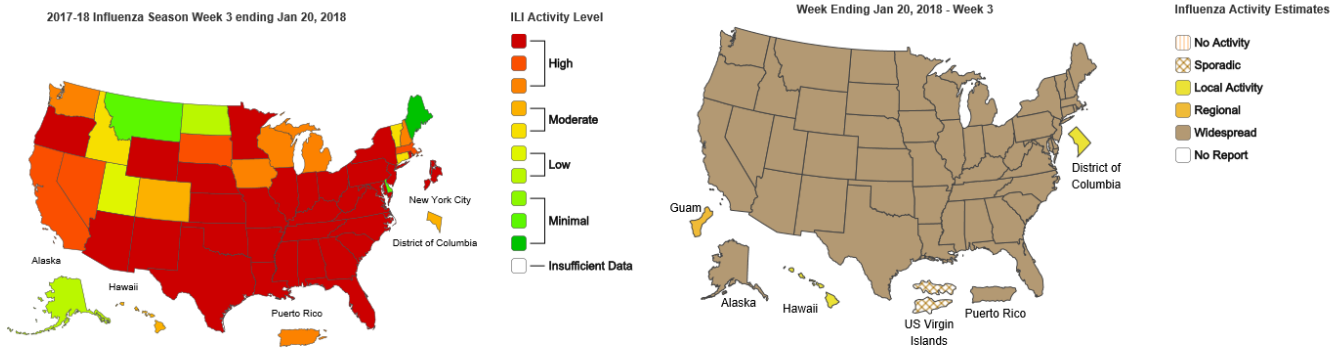 2017-18 Influenza Season Week 3 ending Jan 20, 2018
ILI Activity Level
High
Moderate
Low
Minimal
Insufficient Data
New York City
District of Columbia
Alaska
Hawaii
Puerto Rico
Week Ending Jan 20, 2018 - Week 3
Influenza Activity Estimates
No Activity
Sporadic
Local Activity
Regional
Widespread
No Report
District of
Columbia
Guam
Alaska
Hawaii
US Virgin
Islands
Puerto Rico